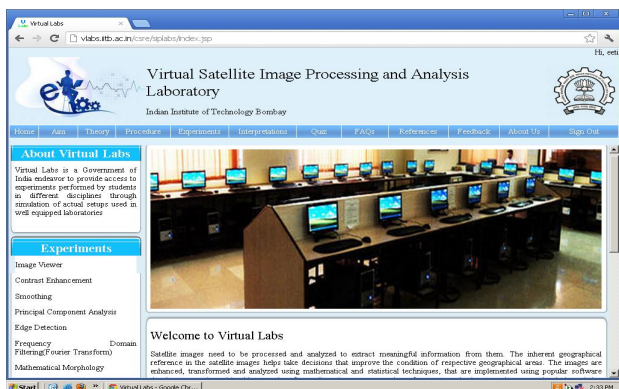 Virtual Labs
vlabs.iitb.ac.in/csre/siplabs/index.jsp
Hi, eeti
Virtual Satellite Image Processing and Analysis
Laboratory
Indian Institute of Technology Bombay
Home Aim Theory Procedure Experiments Interpretations Quiz FAQs References Feedback About Us Sign Out
About Virtual Labs
Virtual Labs is a Government of
India endeavor to provide access to
experiments performed by students
in different disciplines through
simulation of actual setups used in
well equipped laboratories
Experiments
Image Viewer
Contrast Enhancement
Smoothing
Principal Component Analysis
Edge Detection
Frequency Domain
Filtering(Fourier Transform)
Mathematical Morphology
Welcome to Virtual Labs
Satellite images need to be processed and analyzed to extract meaningful information from them. The inherent geographical
reference in the satellite images helps take decisions that improve the condition of respective geographical areas. The images are
enhanced, transformed and analyzed using mathematical and statistical techniques, that are implemented using popular software
Start
Virtual Labs - Google Chr...
2:33 PM